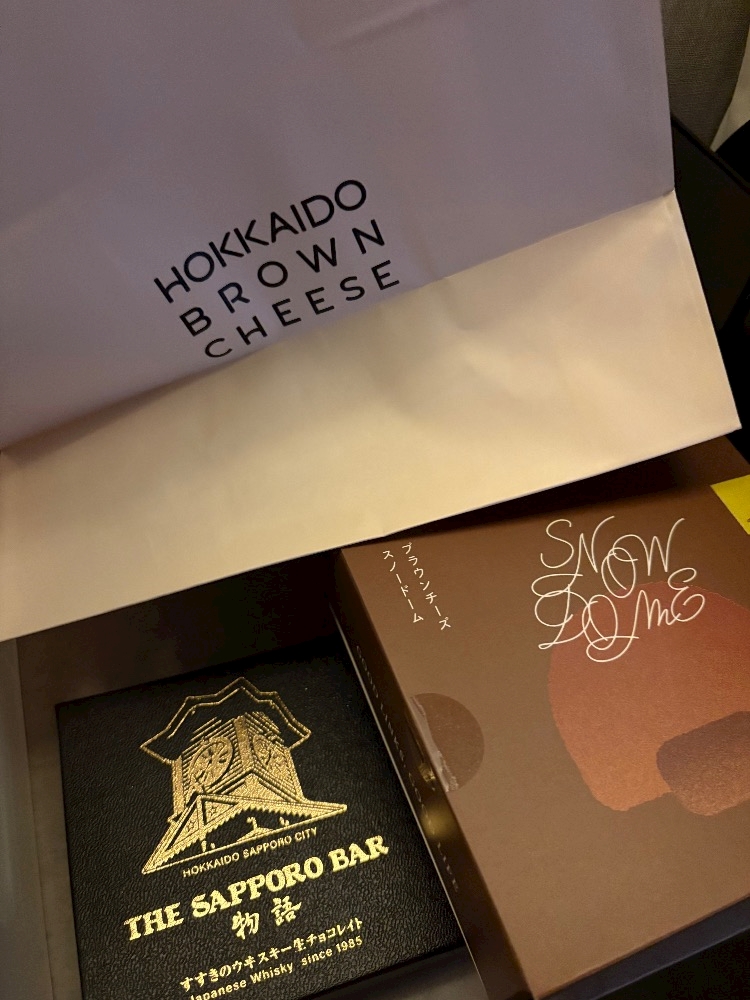 HOKKAIDO
BROWN
CHEESE
SNOW
DOME
ブラウンチーズ
スノードーム
HOKKAIDO SAPPORO CITY
THE SAPPORO BAR
物語
すすきのウヰスキー生チョコレイト
Japanese Whisky since 1985